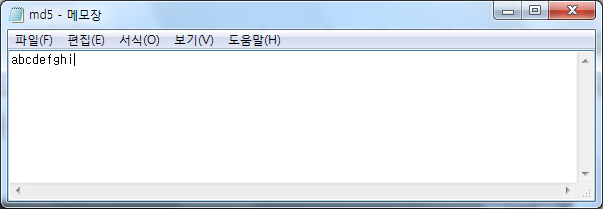 md5 - 메모장
파일(F) 편집(E) 서식(O) 보기(V) 도움말(H)
abcdefghi